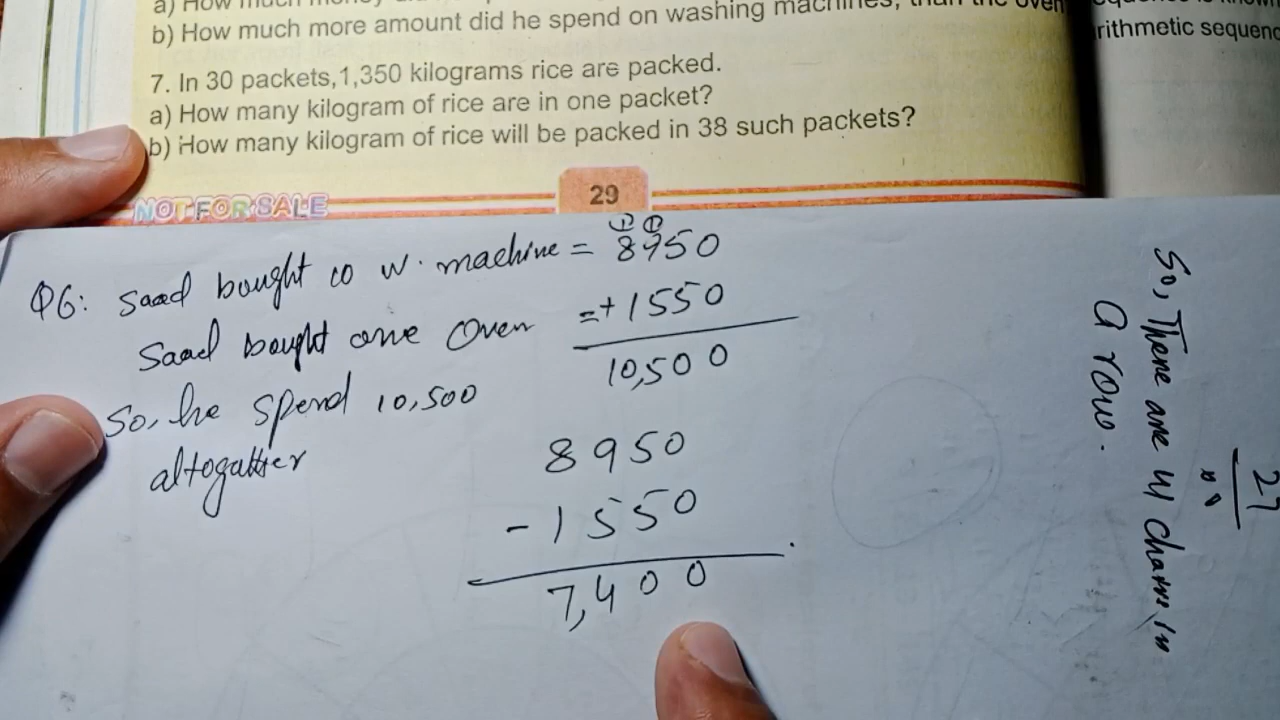 a) How much money
b) How much more amount did he spend on washing machines, than the oven
7. In 30 packets,1,350 kilograms rice are packed.
a) How many kilogram of rice are in one packet?
b) How many kilogram of rice will be packed in 38 such packets?
29
NOT FOR SALE
rithmetic sequenc
Q6: Saad bought 10 w. machine = 8950
Saad bought one Oven =+ 1550
10,500
So, he spend 10,500
altogatter
8950
- 1550
7,400
So, There are 41 chairs in
a row.
27